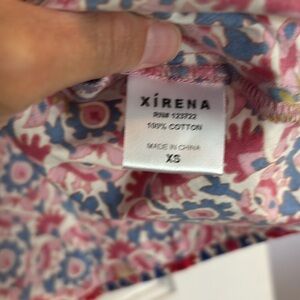 XÍRENA
RN# 123722
100% COTTON
MADE IN CHINA
XS